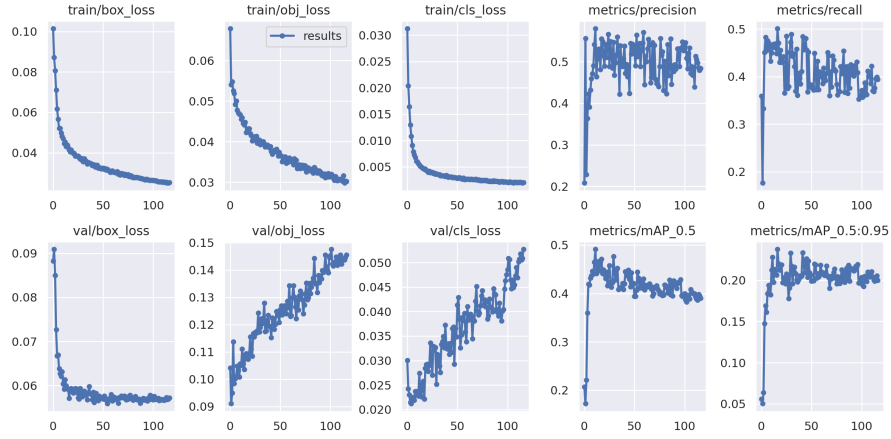 train/box_loss
train/obj_loss
train/cls_loss
metrics/precision
metrics/recall
0.10
0.08
0.06
0.04
0 50 100
results
0.06
0.05
0.04
0.03
0 50 100
0.030
0.025
0.020
0.015
0.010
0.005
0 50 100
0.5
0.4
0.3
0.2
0 50 100
0.5
0.4
0.3
0.2
0 50 100
val/box_loss
val/obj_loss
val/cls_loss
metrics/mAP_0.5
metrics/mAP_0.5:0.95
0.09
0.08
0.07
0.06
0 50 100
0.15
0.14
0.13
0.12
0.11
0.10
0.09
0 50 100
0.050
0.045
0.040
0.035
0.030
0.025
0.020
0 50 100
0.5
0.4
0.3
0.2
0 50 100
0.20
0.15
0.10
0.05
0 50 100